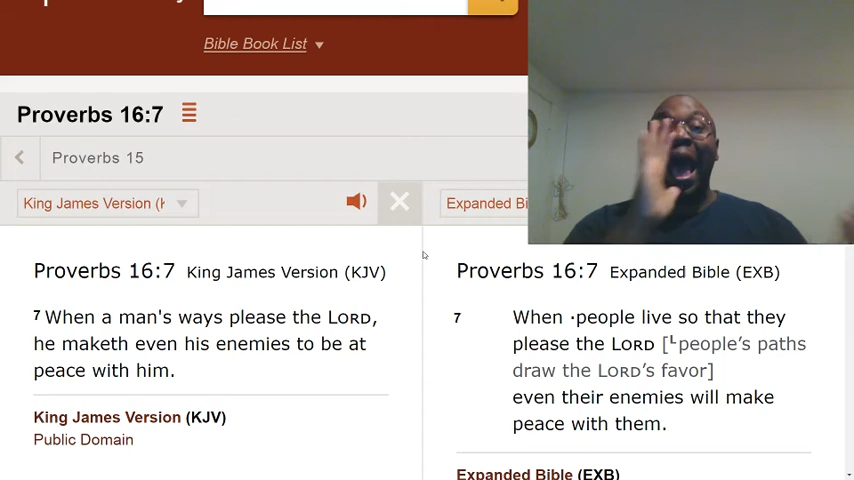 Bible Book List
Proverbs 16:7
Proverbs 15
King James Version (K
Expanded Bi
Proverbs 16:7 King James Version (KJV)
7 When a man's ways please the LORD,
he maketh even his enemies to be at
peace with him.
King James Version (KJV)
Public Domain
Proverbs 16:7 Expanded Bible (EXB)
7 When ·people live so that they
please the LORD [Lpeople's paths
draw the LORD's favor]
even their enemies will make
peace with them.
Expanded Bible (EXB)